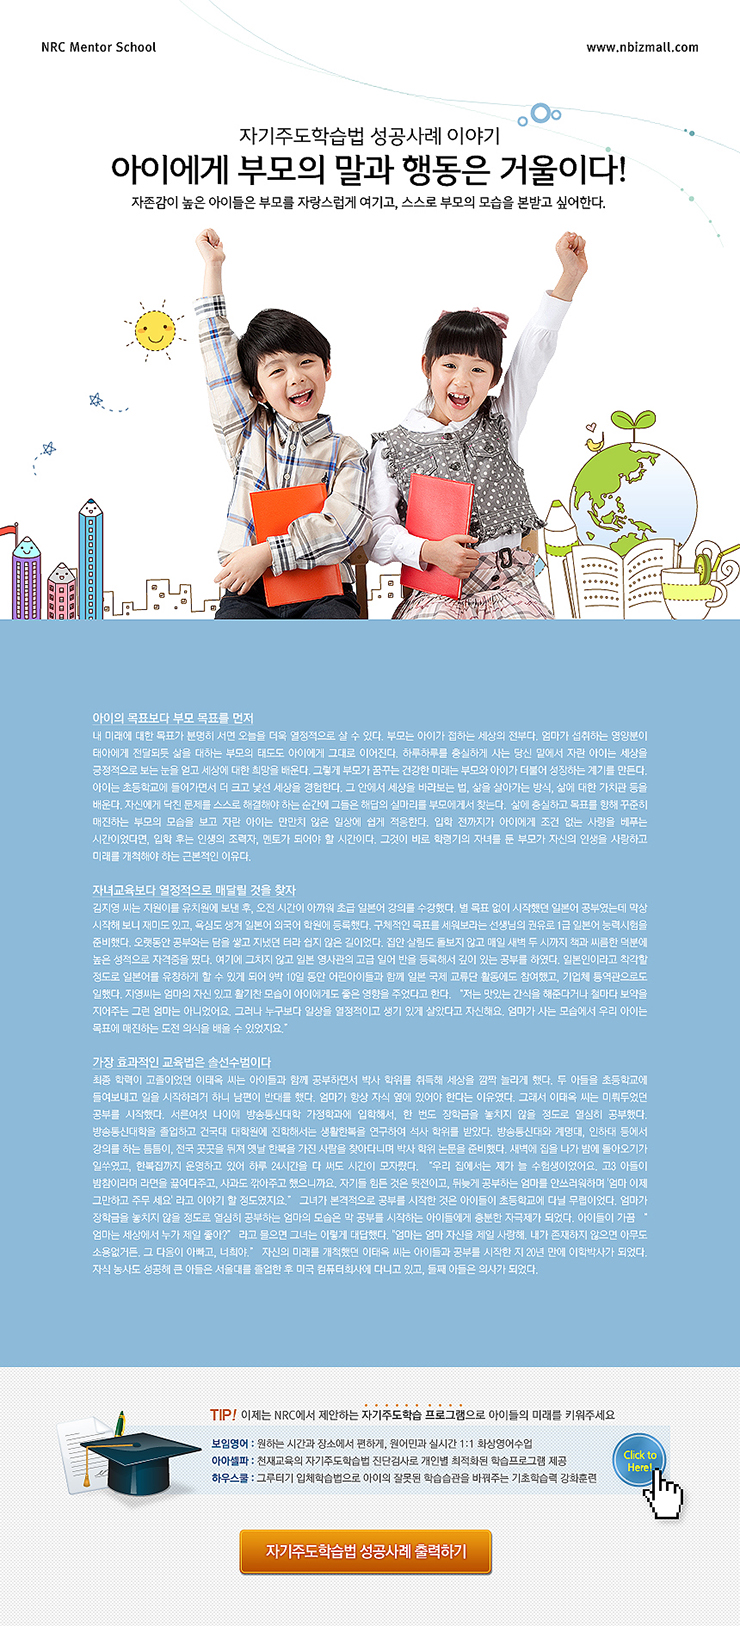 NRC Mentor School
www.nbizmall.com
자기주도학습법 성공사례 이야기
아이에게 부모의 말과 행동은 거울이다!
자존감이 높은 아이들은 부모를 자랑스럽게 여기고, 스스로 부모의 모습을 본받고 싶어한다.
아이의 목표보다 부모 목표를 먼저
내 미래에 대한 목표가 분명히 서면 오늘을 더욱 열정적으로 살 수 있다. 부모는 아이가 접하는 세상의 전부다. 엄마가 섭취하는 영양분이
태아에게 전달되듯 삶을 대하는 부모의 태도도 아이에게 그대로 이어진다. 하루하루를 충실하게 사는 당신 밑에서 자란 아이는 세상을
긍정적으로 보는 눈을 얻고 세상에 대한 희망을 배운다. 그렇게 부모가 꿈꾸는 건강한 미래는 부모와 아이가 더불어 성장하는 계기를 만든다.
아이는 초등학교에 들어가면서 더 크고 낯선 세상을 경험한다. 그 안에서 세상을 바라보는 법, 삶을 살아가는 방식, 삶에 대한 가치관 등을
배운다. 자신에게 닥친 문제를 스스로 해결해야 하는 순간에 그들은 해답의 실마리를 부모에게서 찾는다. 삶에 충실하고 목표를 향해 꾸준히
매진하는 부모의 모습을 보고 자란 아이는 만만치 않은 일상에 쉽게 적응한다. 입학 전까지가 아이에게 조건 없는 사랑을 베푸는
시간이었다면, 입학 후는 인생의 조력자, 멘토가 되어야 할 시간이다. 그것이 바로 학령기의 자녀를 둔 부모가 자신의 인생을 사랑하고
미래를 개척해야 하는 근본적인 이유다.
자녀교육보다 열정적으로 매달릴 것을 찾자
김지영 씨는 지원이를 유치원에 보낸 후, 오전 시간이 아까워 초급 일본어 강의를 수강했다. 별 목표 없이 시작했던 일본어 공부였는데 막상
시작해 보니 재미도 있고, 욕심도 생겨 일본어 외국어 학원에 등록했다. 구체적인 목표를 세워보라는 선생님의 권유로 1급 일본어 능력시험을
준비했다. 오랫동안 공부와는 담을 쌓고 지냈던 터라 쉽지 않은 길이었다. 집안 살림도 돌보지 않고 매일 새벽 두 시까지 책과 씨름한 덕분에
높은 성적으로 자격증을 땄다. 여기에 그치지 않고 일본 영사관의 고급 일어 반을 등록해서 깊이 있는 공부를 하였다. 일본인이라고 착각할
정도로 일본어를 유창하게 할 수 있게 되어 9박 10일 동안 어린아이들과 함께 일본 국제 교류단 활동에도 참여했고, 기업체 통역관으로도
일했다. 지영씨는 엄마의 자신 있고 활기찬 모습이 아이에게도 좋은 영향을 주었다고 한다. “저는 맛있는 간식을 해준다거나 철마다 보약을
지어주는 그런 엄마는 아니었어요. 그러나 누구보다 일상을 열정적이고 생기 있게 살았다고 자신해요. 엄마가 사는 모습에서 우리 아이는
목표에 매진하는 도전 의식을 배울 수 있었지요.”
가장 효과적인 교육법은 솔선수범이다
최종 학력이 고졸이었던 이태옥 씨는 아이들과 함께 공부하면서 박사 학위를 취득해 세상을 깜짝 놀라게 했다. 두 아들을 초등학교에
들여보내고 일을 시작하려거 하니 남편이 반대를 했다. 엄마가 항상 자식 옆에 있어야 한다는 이유였다. 그래서 이태옥 씨는 미뤄두었던
공부를 시작했다. 서른여섯 나이에 방송통신대학 가정학과에 입학해서, 한 번도 장학금을 놓치지 않을 정도로 열심히 공부했다.
방송통신대학을 졸업하고 건국대 대학원에 진학해서는 생활한복을 연구하여 석사 학위를 받았다. 방송통신대와 계명대, 인하대 등에서
강의를 하는 틈틈이, 전국 곳곳을 뒤져 옛날 한복을 가진 사람을 찾아다니며 박사 학위 논문을 준비했다. 새벽에 집을 나가 밤에 돌아오기가
일쑤였고, 한복집까지 운영하고 있어 하루 24시간을 다 써도 시간이 모자랐다. “우리 집에서는 제가 늘 수험생이었어요. 고3 아들이
밤참이라며 라면을 끓여다주고, 사과도 깎아주고 했으니까요. 자기들 힘든 것은 뒷전이고, 뒤늦게 공부하는 엄마를 안쓰러워하며 '엄마 이제
그만하고 주무 세요' 라고 이야기 할 정도였지요.” 그녀가 본격적으로 공부를 시작한 것은 아이들이 초등학교에 다닐 무렵이었다. 엄마가
장학금을 놓치지 않을 정도로 열심히 공부하는 엄마의 모습은 막 공부를 시작하는 아이들에게 충분한 자극제가 되었다. 아이들이 가끔 “
엄마는 세상에서 누가 제일 좋아?” 라고 물으면 그녀는 이렇게 대답했다. “엄마는 엄마 자신을 제일 사랑해. 내가 존재하지 않으면 아무도
소용없거든. 그 다음이 아빠고, 너희야.” 자신의 미래를 개척했던 이태옥 씨는 아이들과 공부를 시작한 지 20년 만에 이학박사가 되었다.
자식 농사도 성공해 큰 아들은 서울대를 졸업한 후 미국 컴퓨터회사에 다니고 있고, 둘째 아들은 의사가 되었다.
TIP! 이제는 NRC에서 제안하는 자기주도학습 프로그램으로 아이들의 미래를 키워주세요
보임영어 : 원하는 시간과 장소에서 편하게, 원어민과 실시간 1:1 화상영어수업
아아셀파 : 천재교육의 자기주도학습법 진단검사로 개인별 최적화된 학습프로그램 제공
하우스쿨 : 그루터기 입체학습법으로 아이의 잘못된 학습습관을 바꿔주는 기초학습력 강화훈련
Click to
Here!
자기주도학습법 성공사례 출력하기